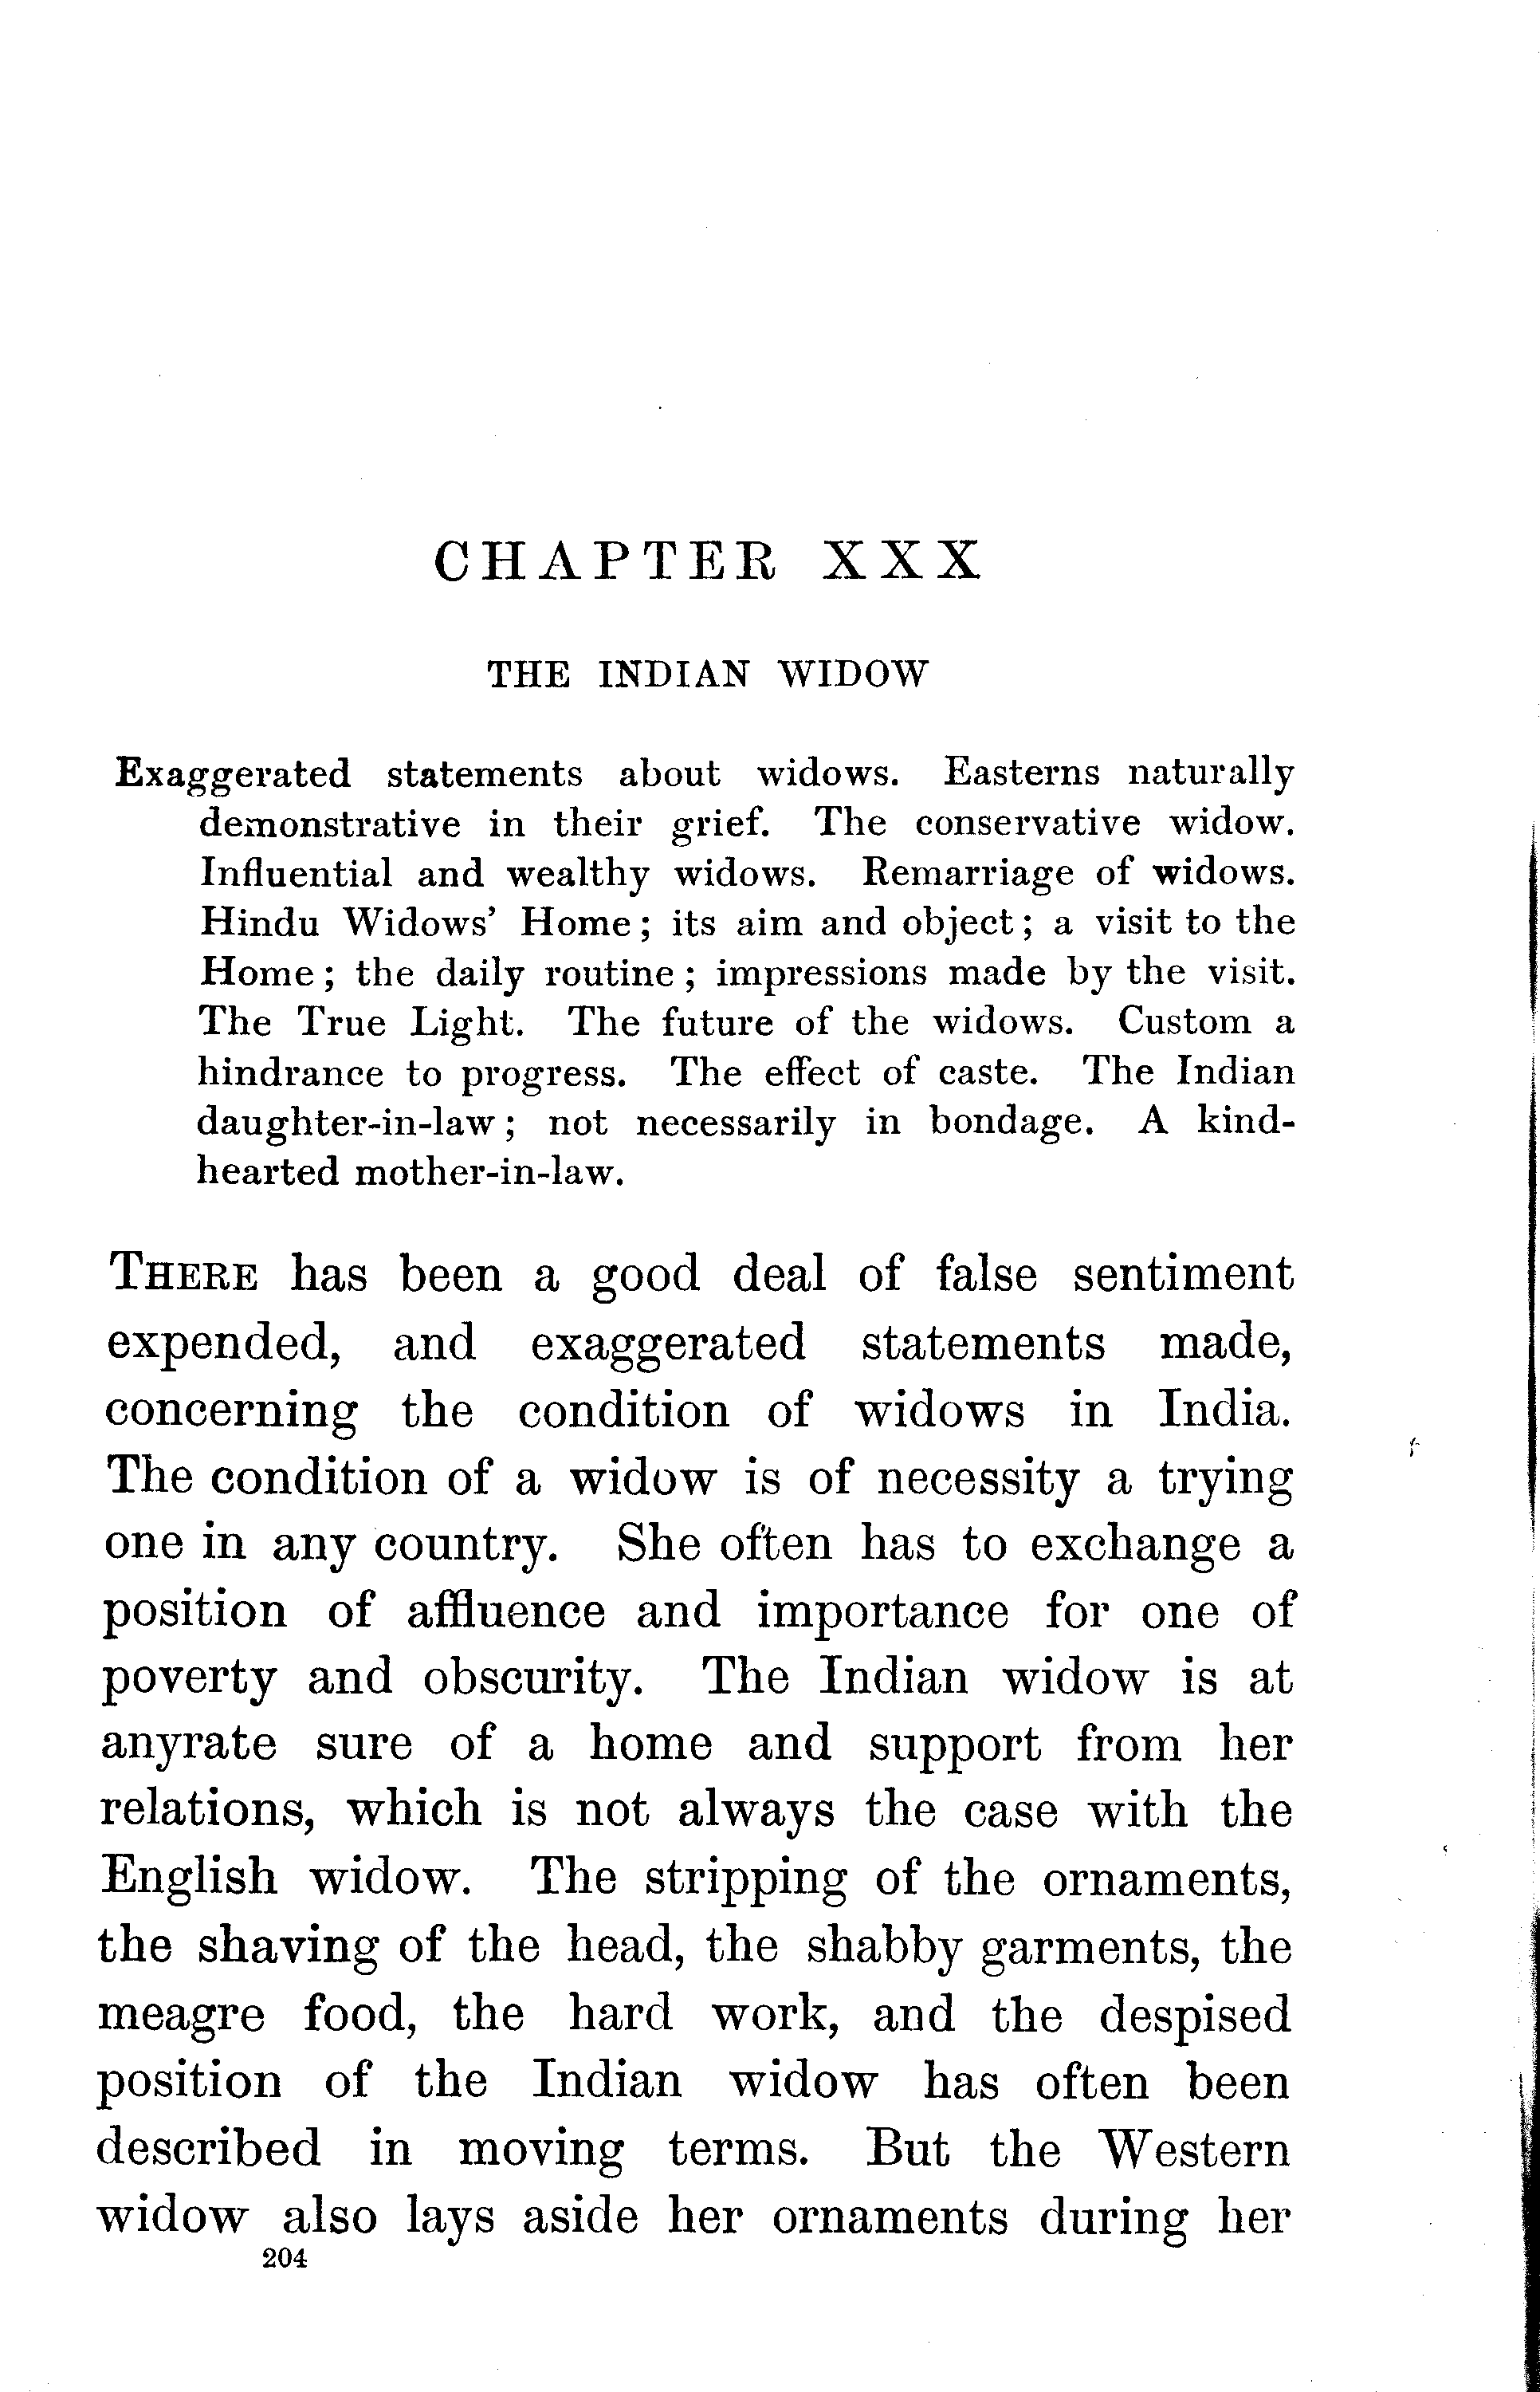 CHAPTER XXX
THE INDIAN WIDOW
Exaggerated statements about widows. Easterns naturally
demonstrative in their grief. The conservative widow.
Influential and wealthy widows. Remarriage of widows.
Hindu Widows' Home; its aim and object; a visit to the
Home; the daily routine; impressions made by the visit.
The True Light. The future of the widows. Custom a
hindrance to progress. The effect of caste. The Indian
daughter-in-law; not necessarily in bondage. A kind-
hearted mother-in-law.
THERE has been a good deal of false sentiment
expended, and exaggerated statements made,
concerning the condition of widows in India.
The condition of a widow is of necessity a trying
one in any country. She often has to exchange a
position of affluence and importance for one of
poverty and obscurity. The Indian widow is at
anyrate sure of a home and support from her
relations, which is not always the case with the
English widow. The stripping of the ornaments,
the shaving of the head, the shabby garments, the
meagre food, the hard work, and the despised
position of the Indian widow has often been
described in moving terms. But the Western
widow also lays aside her ornaments during her
204